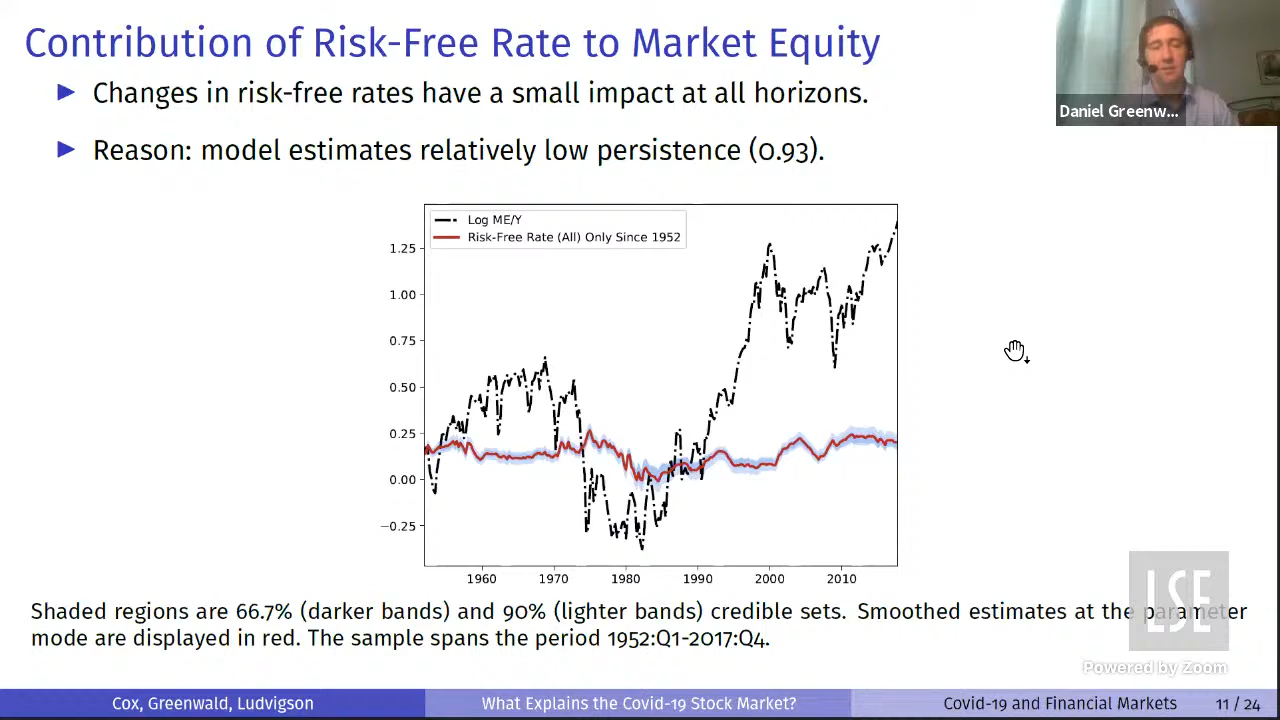 Contribution of Risk-Free Rate to Market Equity
▶ Changes in risk-free rates have a small impact at all horizons.
▶ Reason: model estimates relatively low persistence (0.93).
Daniel Greenw...
Log ME/Y
Risk-Free Rate (All) Only Since 1952
1.25
1.00
0.75
0.50
0.25
0.00
−0.25
1960 1970 1980 1990 2000 2010
Shaded regions are 66.7% (darker bands) and 90% (lighter bands) credible sets. Smoothed estimates at the parameter
mode are displayed in red. The sample spans the period 1952:Q1-2017:Q4.
LSE
Powered by Zoom
Cox, Greenwald, Ludvigson What Explains the Covid-19 Stock Market? Covid-19 and Financial Markets 11 / 24